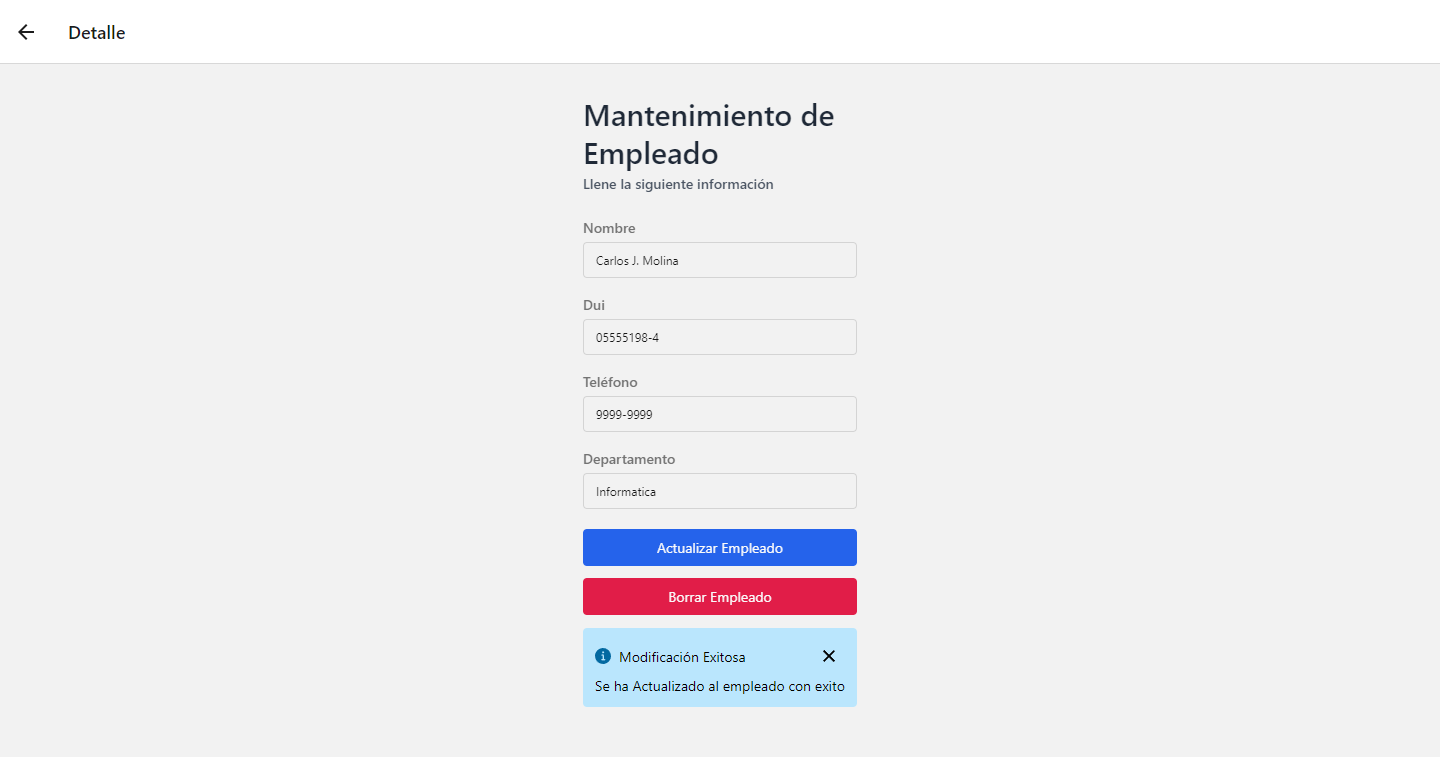 Detalle
Mantenimiento de
Empleado
Llene la siguiente información
Nombre
Carlos J. Molina
Dui
05555198-4
Teléfono
9999-9999
Departamento
Informatica
Actualizar Empleado
Borrar Empleado
Modificación Exitosa
Se ha Actualizado al empleado con exito